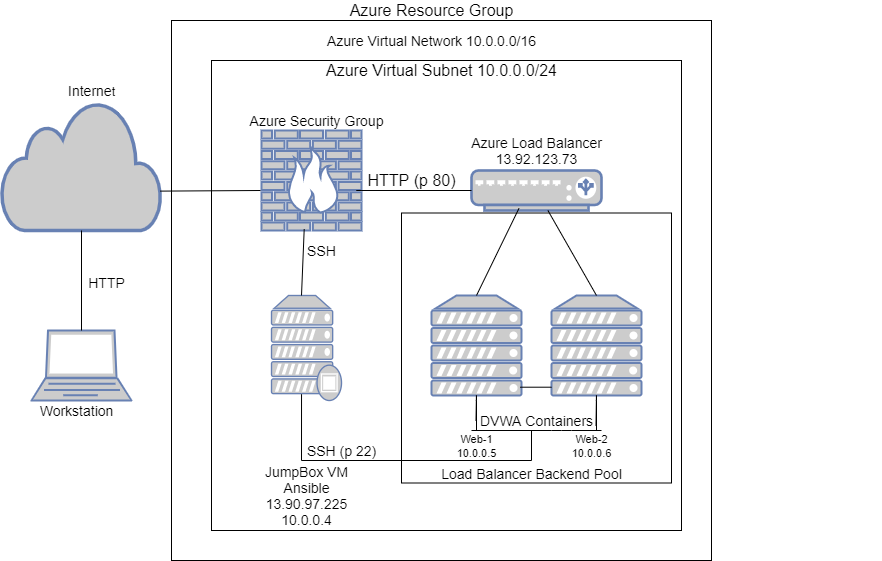 Azure Resource Group
Azure Virtual Network 10.0.0.0/16
Azure Virtual Subnet 10.0.0.0/24
Internet
Azure Security Group
Azure Load Balancer
13.92.123.73
HTTP (p 80)
SSH
HTTP
Workstation
DVWA Containers
Web-1
10.0.0.5
Web-2
10.0.0.6
SSH (p 22)
Load Balancer Backend Pool
JumpBox VM
Ansible
13.90.97.225
10.0.0.4